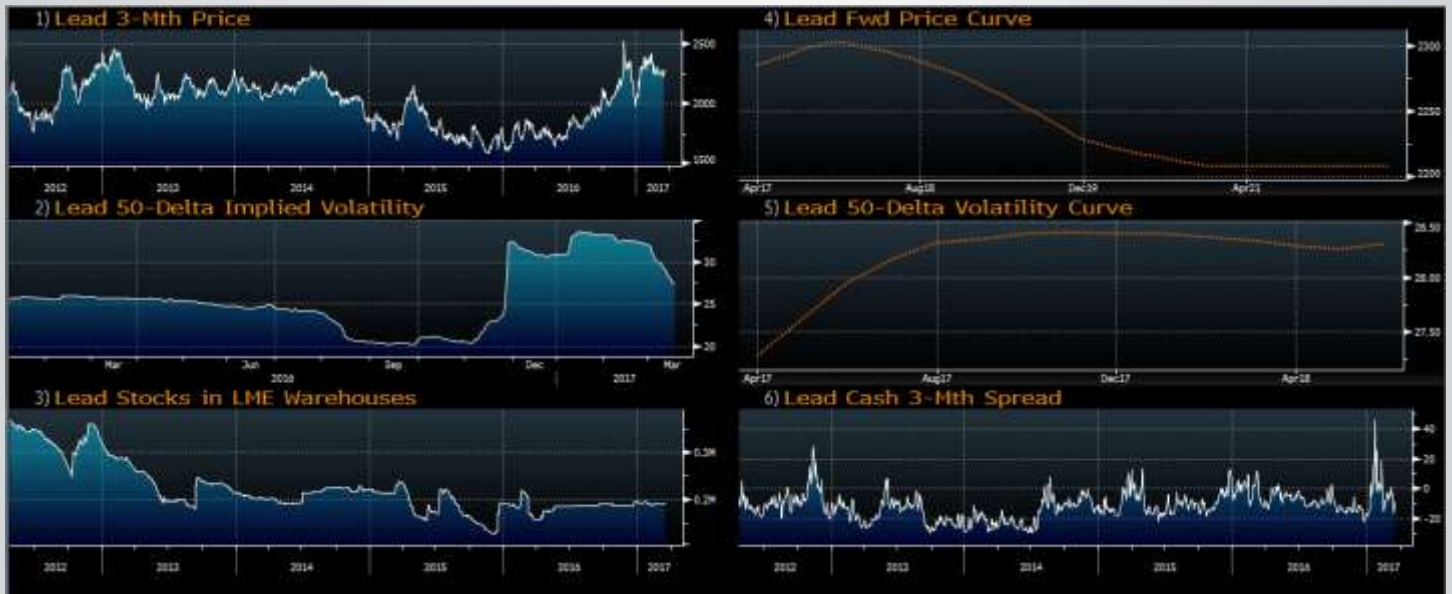 1) Lead 3-Mth Price
2500
2000
1500
2012 2013 2014 2015 2016 2017
4) Lead Fwd Price Curve
2300
2250
2200
Apr17 Aug18 Dec19 Apr21
2) Lead 50-Delta Implied Volatility
30
25
20
Mar Jun Sep Dec Mar
2016 2017
5) Lead 50-Delta Volatility Curve
28.50
28.00
27.50
Apr17 Aug17 Dec17 Apr18
3) Lead Stocks in LME Warehouses
0.3M
0.2M
2012 2013 2014 2015 2016 2017
6) Lead Cash 3-Mth Spread
40
20
0
-20
2012 2013 2014 2015 2016 2017